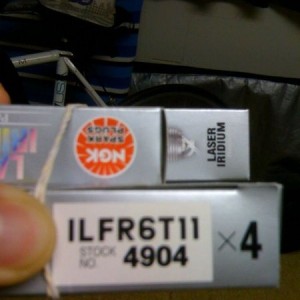 NGK
SPARK
PLUGS
LASER
IRIDIUM
ILFR6T11
STOCK
NO. 4904
×4